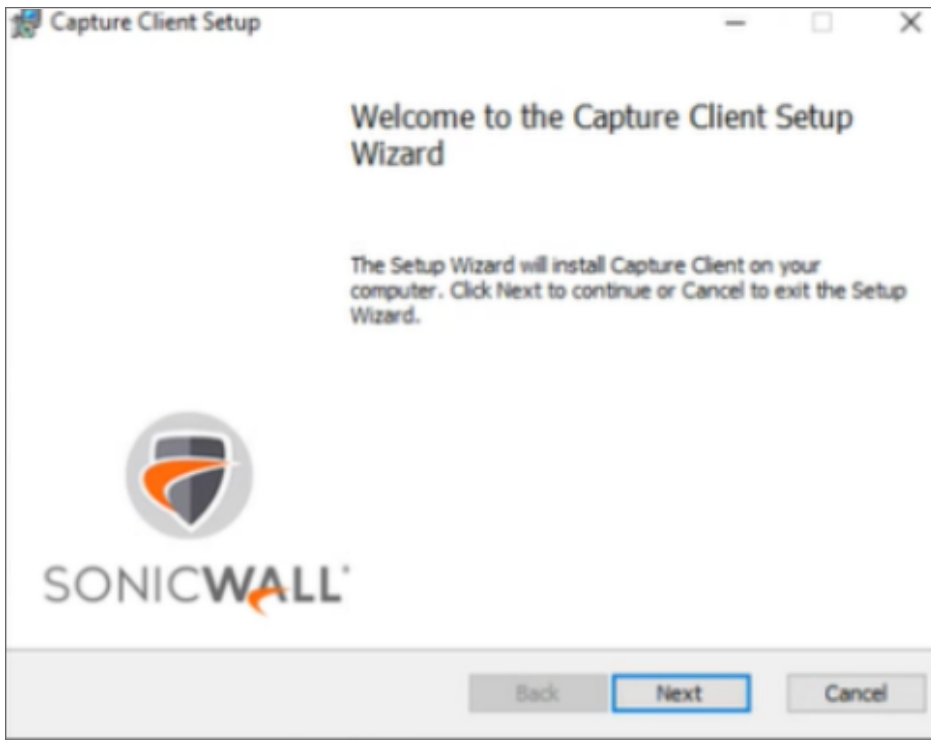 Capture Client Setup
Welcome to the Capture Client Setup
Wizard
The Setup Wizard will install Capture Client on your
computer. Click Next to continue or Cancel to exit the Setup
Wizard.
SONICWALL
Back
Next
Cancel